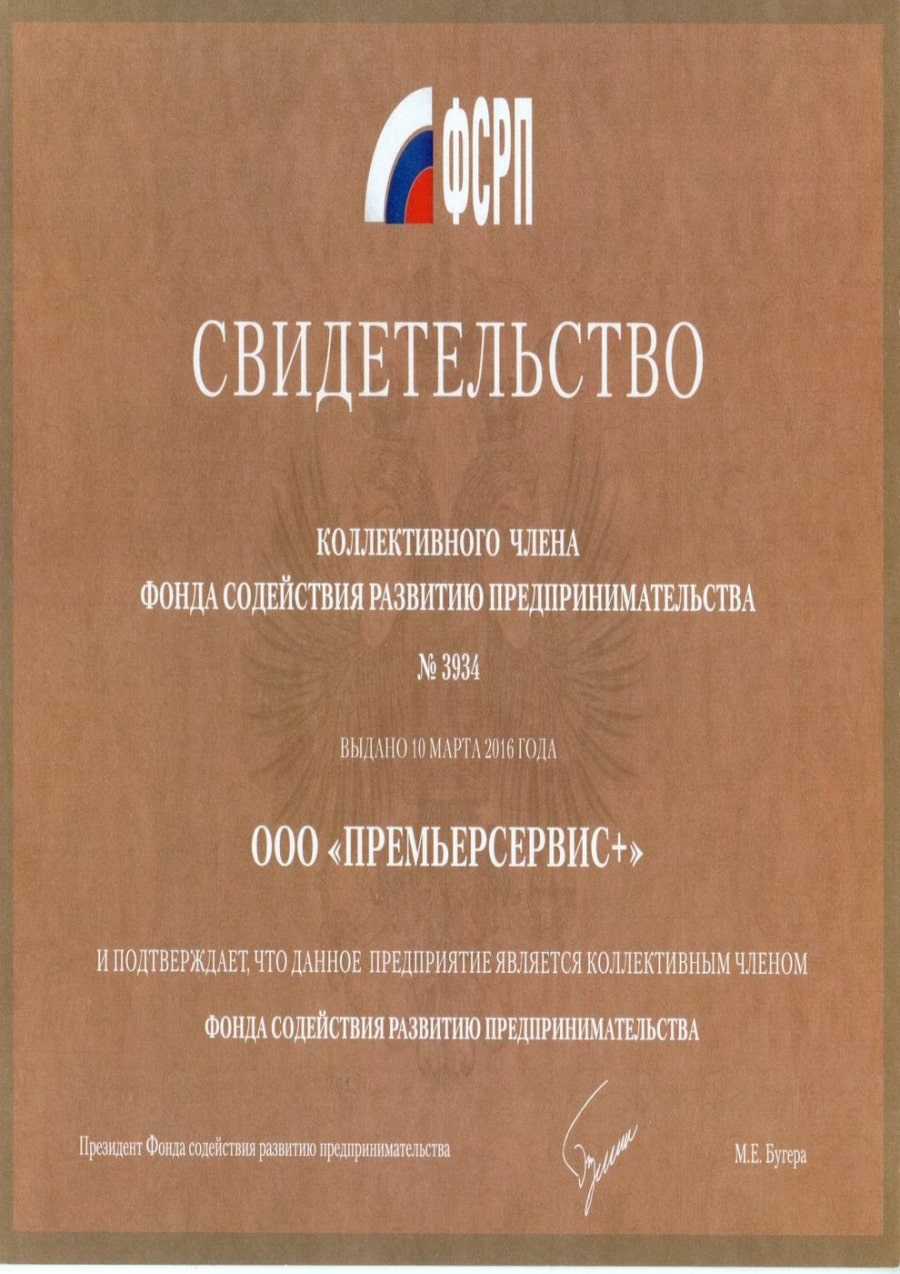 ФСРП
СВИДЕТЕЛЬСТВО
КОЛЛЕКТИВНОГО ЧЛЕНА
ФОНДА СОДЕЙСТВИЯ РАЗВИТИЮ ПРЕДПРИНИМАТЕЛЬСТВА
№ 3934
ВЫДАНО 10 МАРТА 2016 ГОДА
ООО «ПРЕМЬЕРСЕРВИС+»
И ПОДТВЕРЖДАЕТ, ЧТО ДАННОЕ ПРЕДПРИЯТИЕ ЯВЛЯЕТСЯ КОЛЛЕКТИВНЫМ ЧЛЕНОМ
ФОНДА СОДЕЙСТВИЯ РАЗВИТИЮ ПРЕДПРИНИМАТЕЛЬСТВА
Президент Фонда содействия развитию предпринимательства
М.Е. Бугера